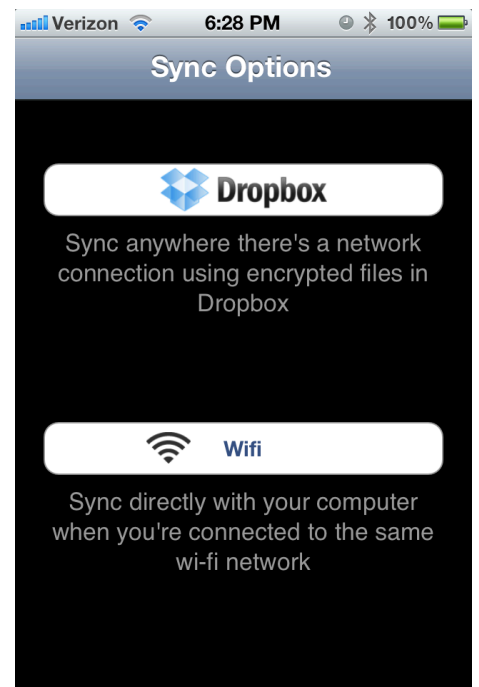 Verizon 6:28 PM 100%
Sync Options
Dropbox
Sync anywhere there's a network
connection using encrypted files in
Dropbox
Wifi
Sync directly with your computer
when you're connected to the same
wi-fi network